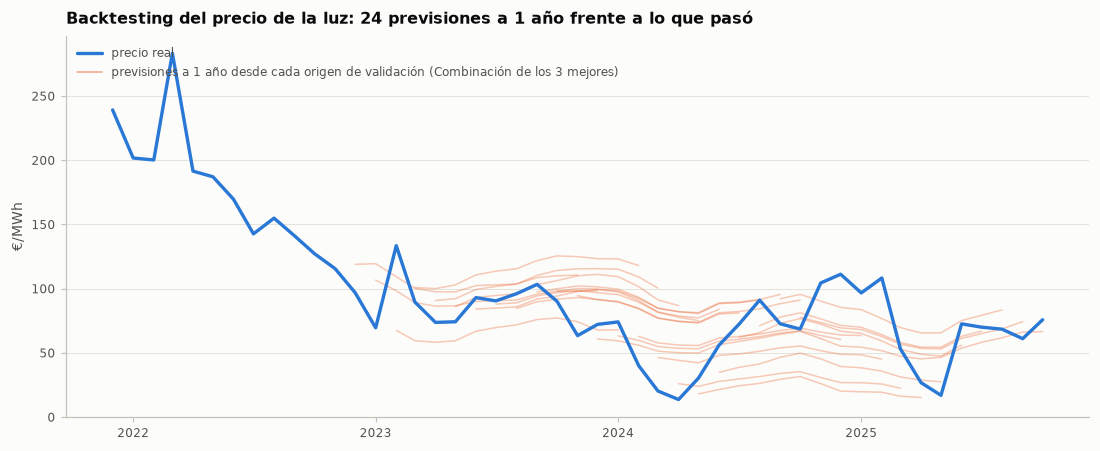 Backtesting del precio de la luz: 24 previsiones a 1 año frente a lo que pasó
precio real
previsiones a 1 año desde cada origen de validación (Combinación de los 3 mejores)
€/MWh
250
200
150
100
50
0
2022
2023
2024
2025